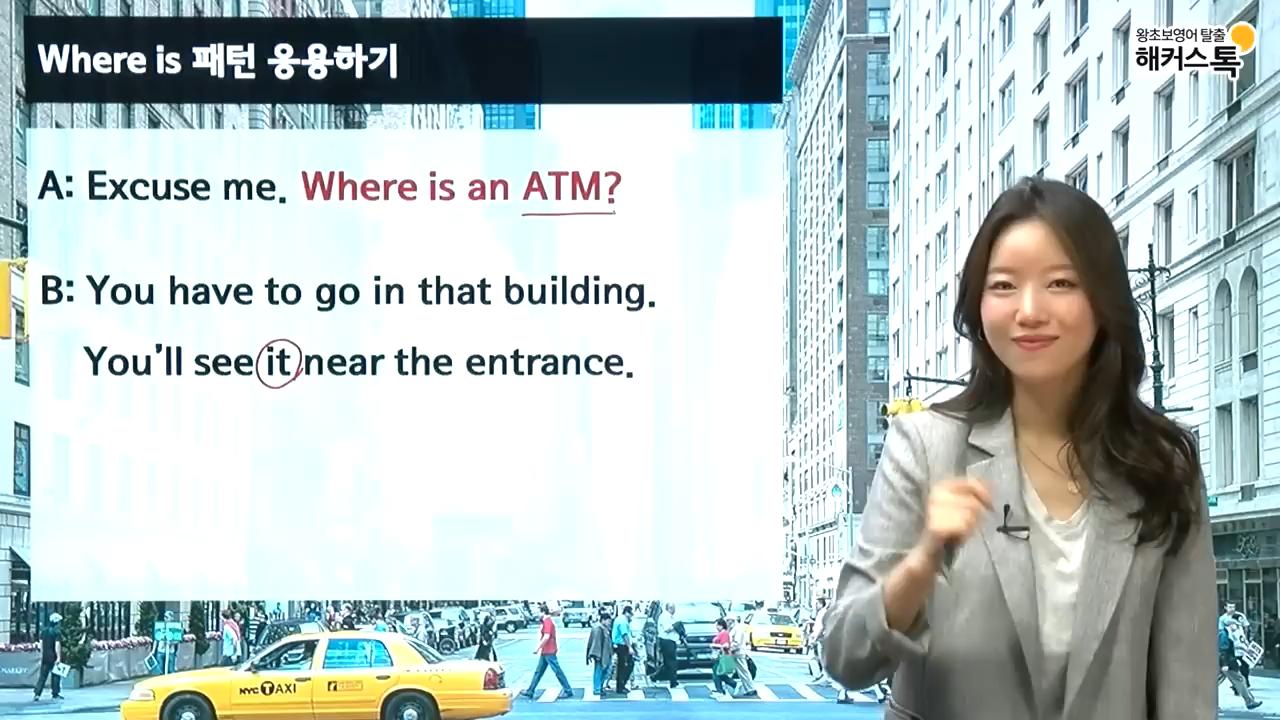 Where is 패턴 응용하기
왕초보영어 탈출
해커스톡
A: Excuse me. Where is an ATM?
B: You have to go in that building.
You'll see it near the entrance.
NYC TAXI